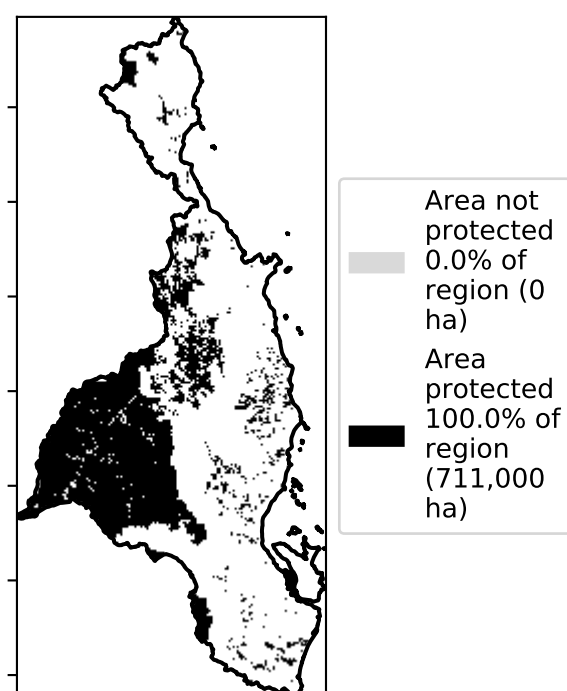 Area not
protected
0.0% of
region (0
ha)
Area
protected
100.0% of
region
(711,000
ha)